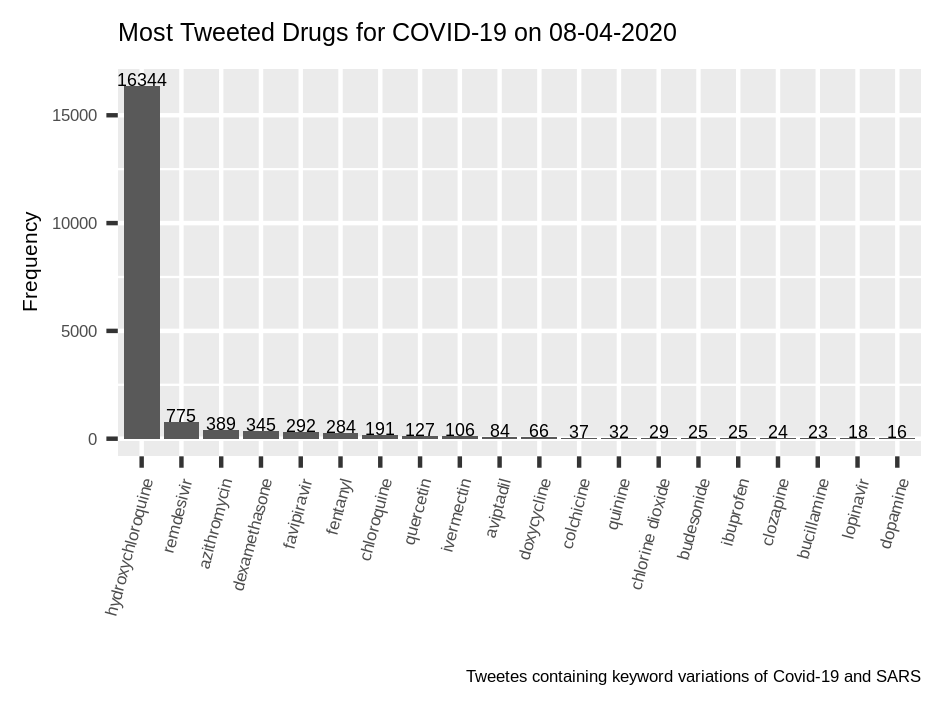 Most Tweeted Drugs for COVID-19 on 08-04-2020
Frequency
15000
10000
5000
0
16344
775
389
345
292
284
191
127
106
84
66
37
32
29
25
25
24
23
18
16
hydroxychloroquine
remdesivir
azithromycin
dexamethasone
favipiravir
fentanyl
chloroquine
quercetin
ivermectin
aviptadil
doxycycline
colchicine
quinine
chlorine dioxide
budesonide
ibuprofen
clozapine
bucillamine
lopinavir
dopamine
Tweetes containing keyword variations of Covid-19 and SARS